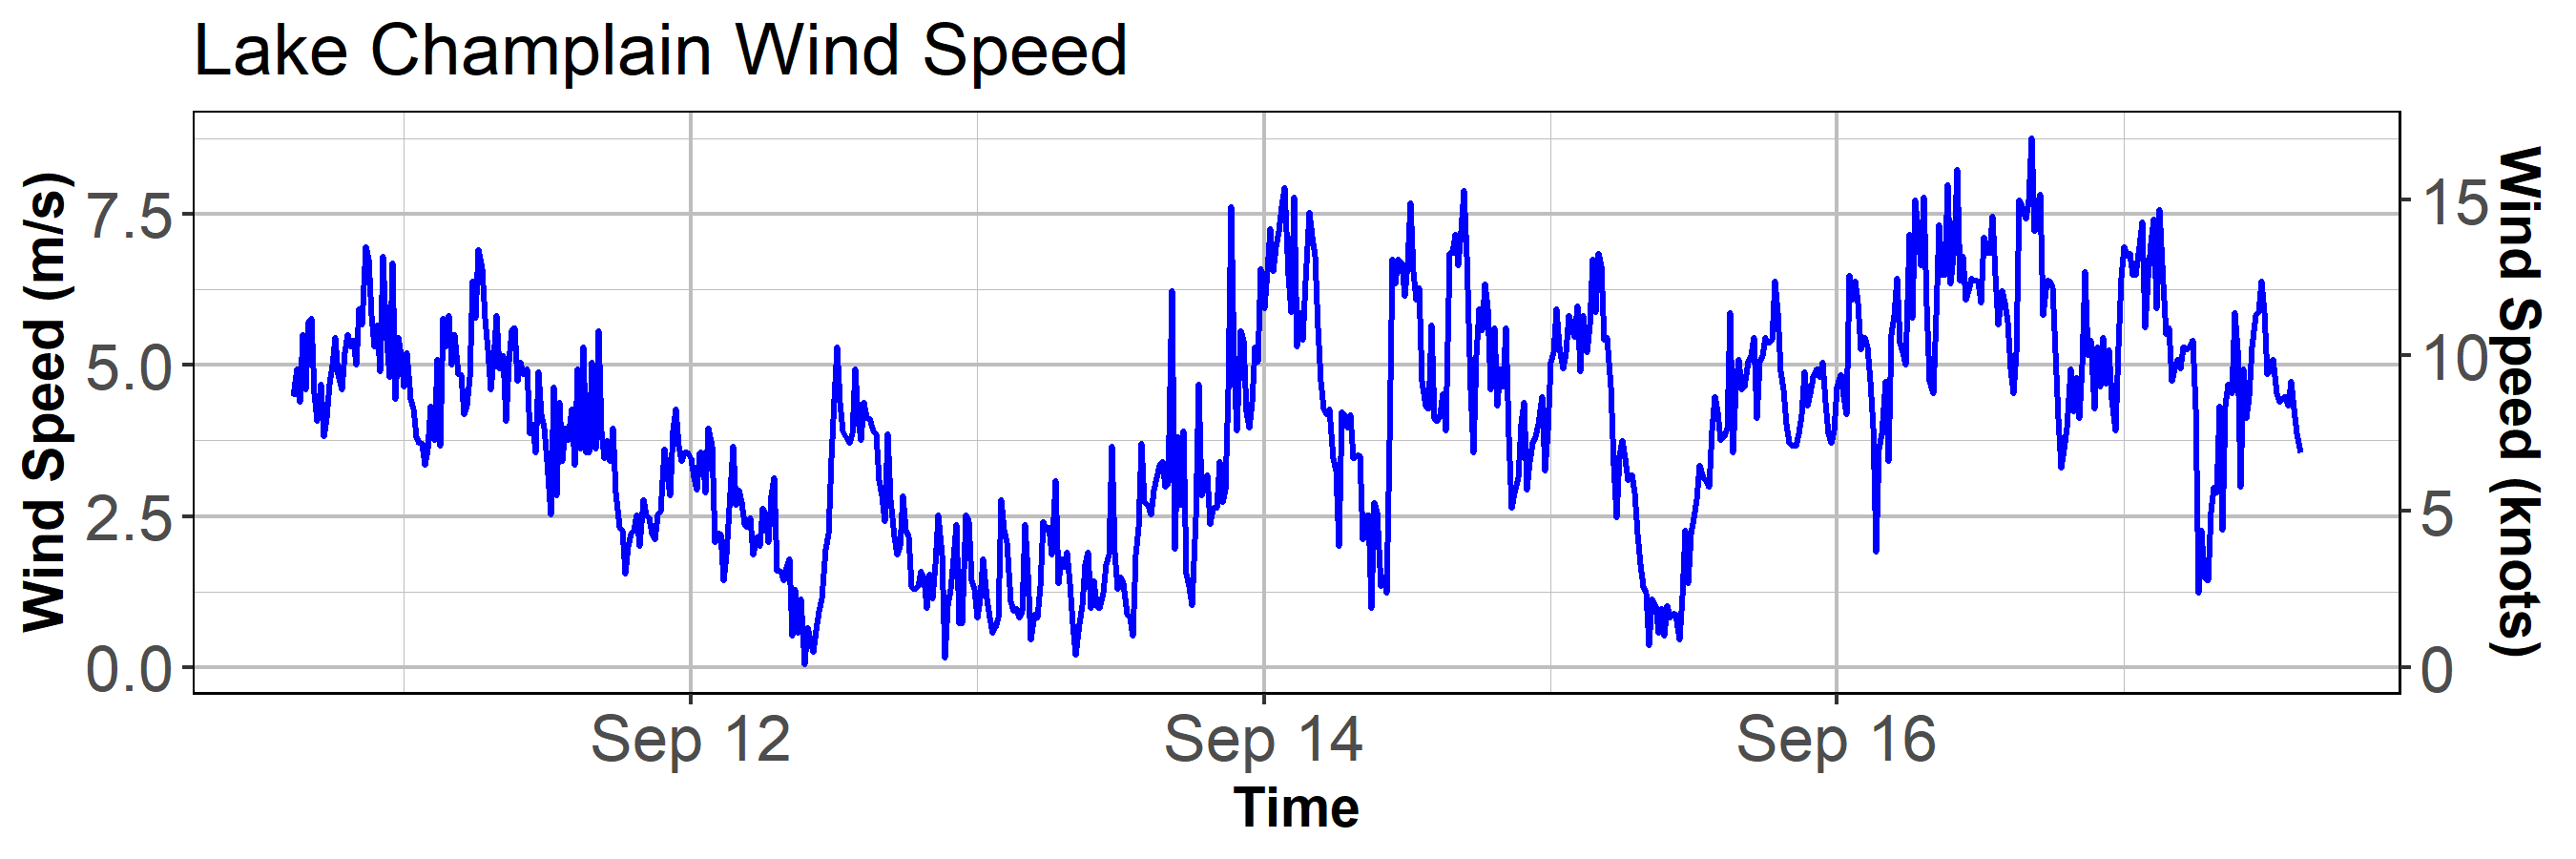 Lake Champlain Wind Speed
Wind Speed (m/s)
7.5
5.0
2.5
0.0
15
10
5
0
Wind Speed (knots)
Sep 12
Sep 14
Sep 16
Time